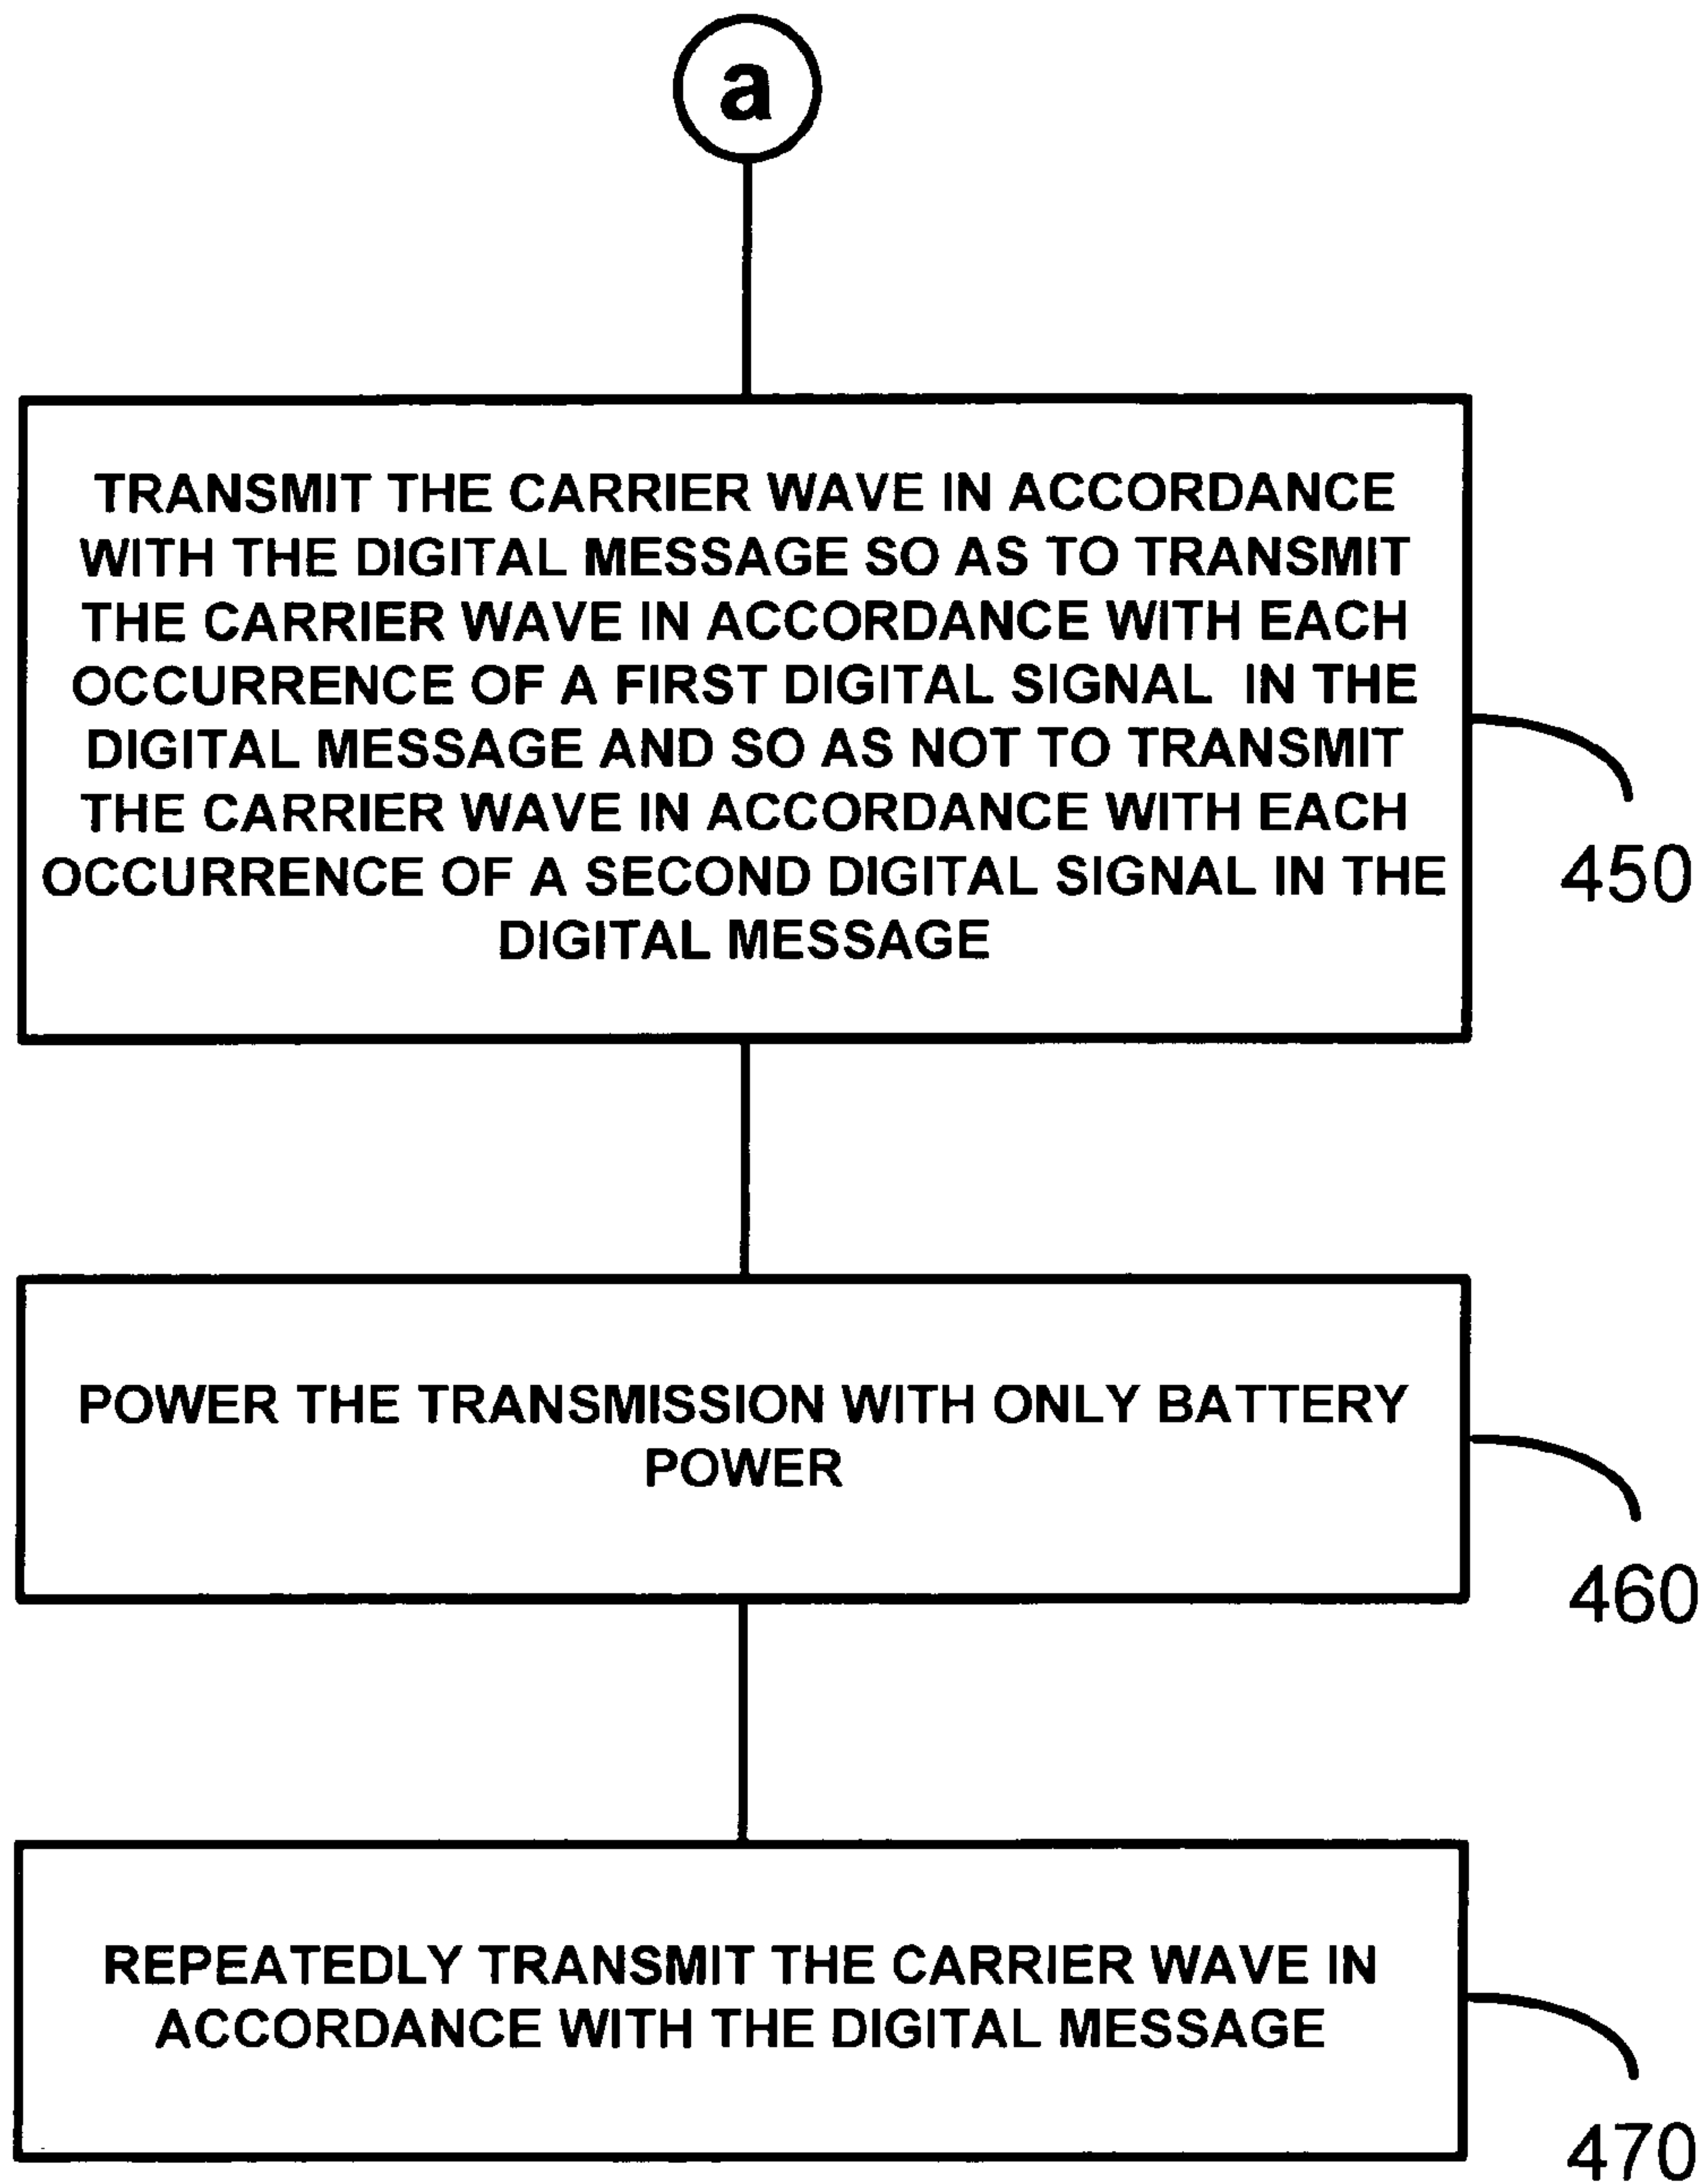 a
TRANSMIT THE CARRIER WAVE IN ACCORDANCE
WITH THE DIGITAL MESSAGE SO AS TO TRANSMIT
THE CARRIER WAVE IN ACCORDANCE WITH EACH
OCCURRENCE OF A FIRST DIGITAL SIGNAL IN THE
DIGITAL MESSAGE AND SO AS NOT TO TRANSMIT
THE CARRIER WAVE IN ACCORDANCE WITH EACH
OCCURRENCE OF A SECOND DIGITAL SIGNAL IN THE
DIGITAL MESSAGE
450
POWER THE TRANSMISSION WITH ONLY BATTERY
POWER
460
REPEATEDLY TRANSMIT THE CARRIER WAVE IN
ACCORDANCE WITH THE DIGITAL MESSAGE
470